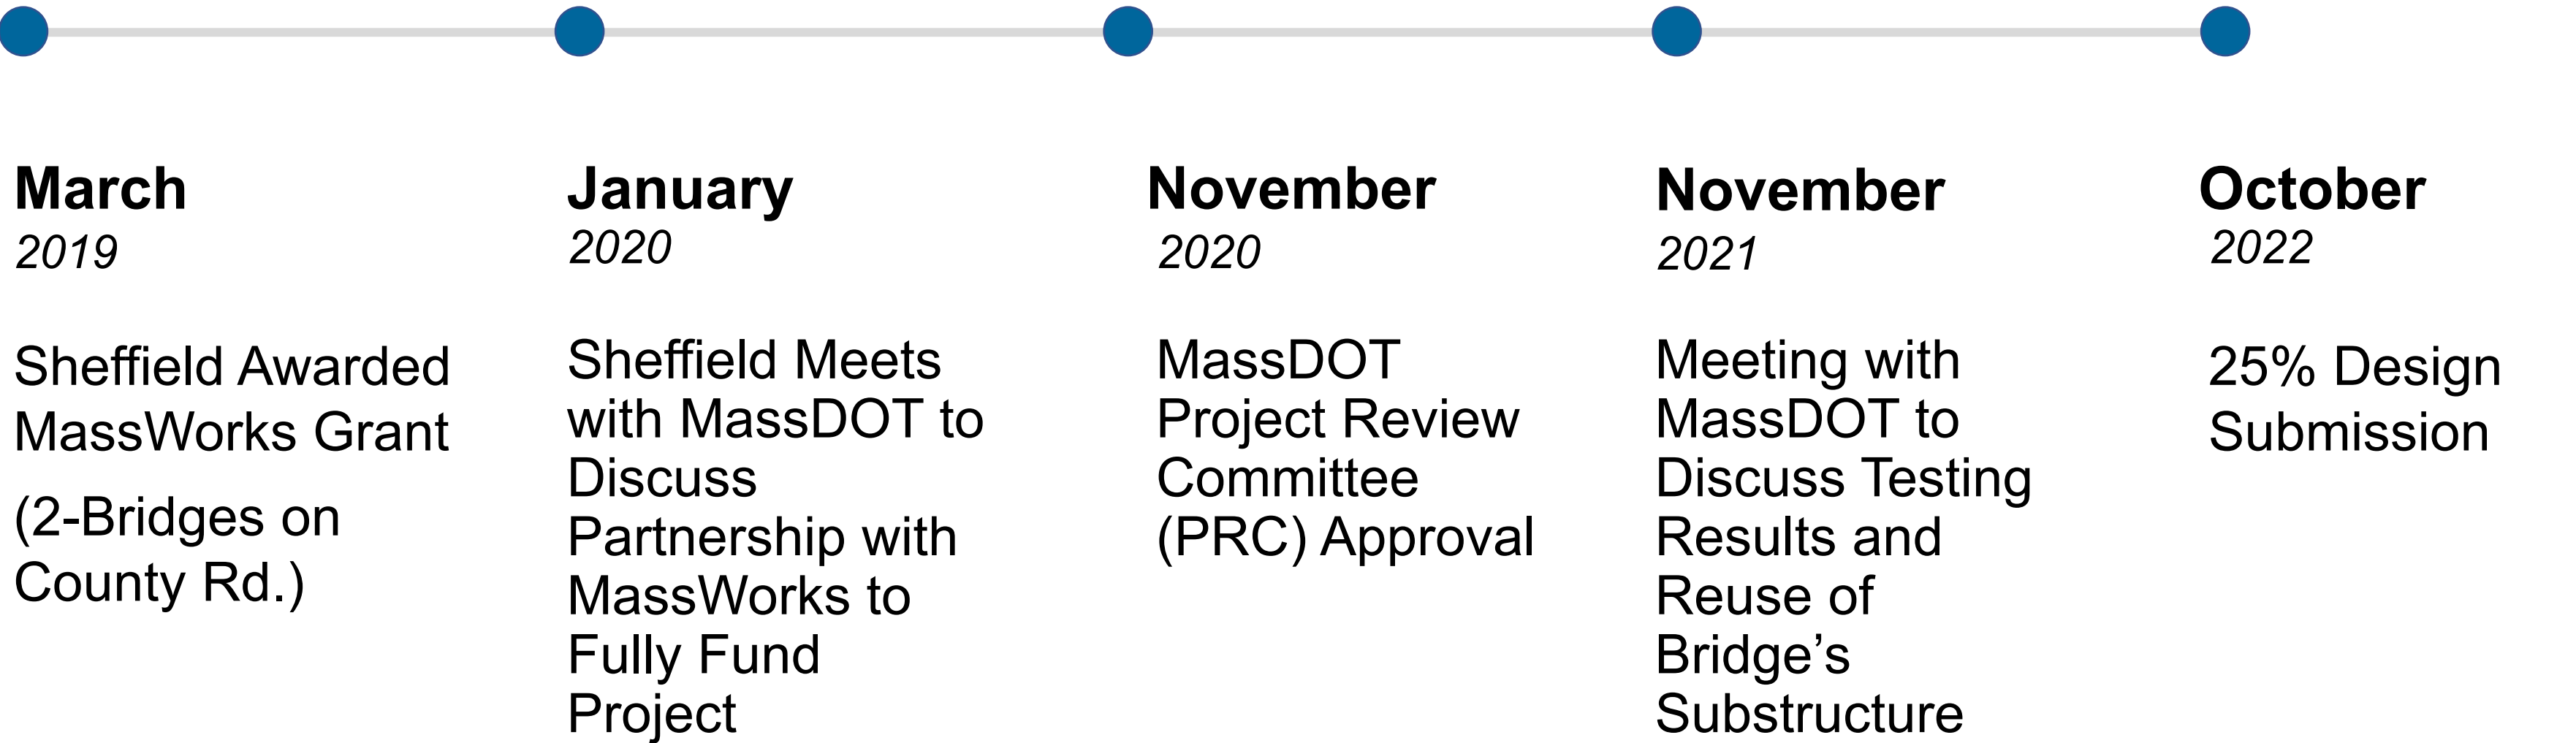 March
2019
Sheffield Awarded
MassWorks Grant
(2-Bridges on
County Rd.)
January
2020
Sheffield Meets
with MassDOT to
Discuss
Partnership with
MassWorks to
Fully Fund
Project
November
2020
MassDOT
Project Review
Committee
(PRC) Approval
November
2021
Meeting with
MassDOT to
Discuss Testing
Results and
Reuse of
Bridge’s
Substructure
October
2022
25% Design
Submission